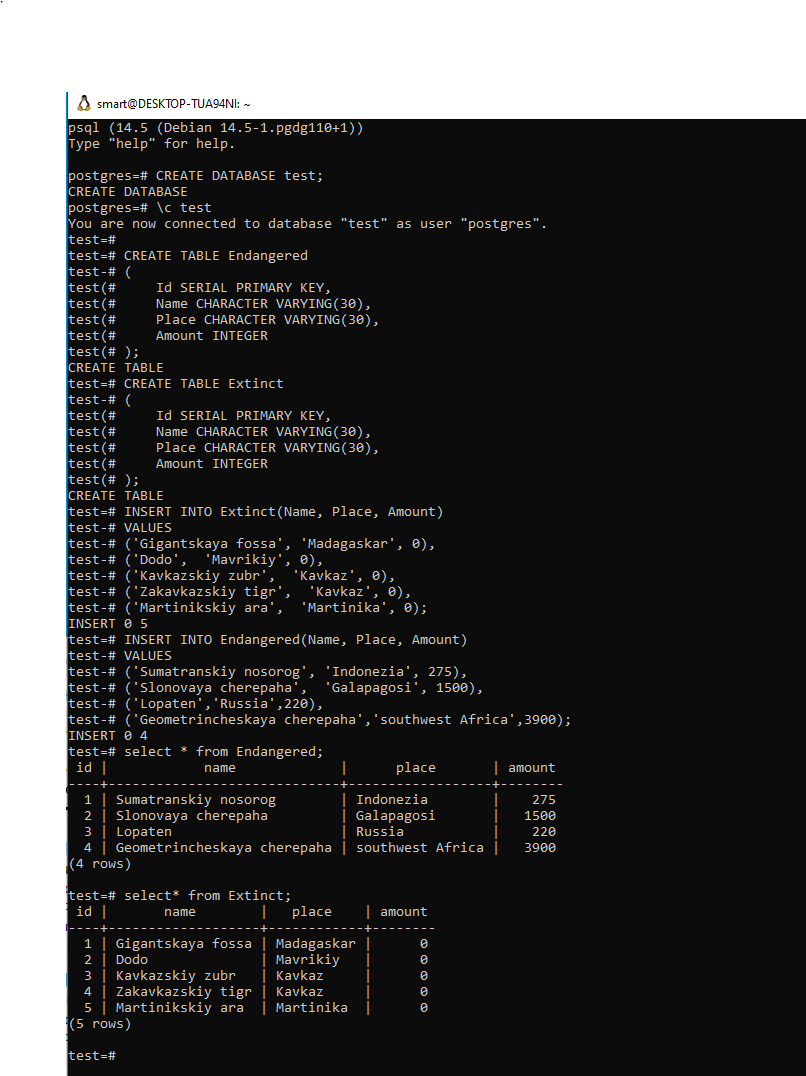 smart@DESKTOP-TUA94NI: ~
psql (14.5 (Debian 14.5-1.pgdg110+1))
Type "help" for help.
postgres=# CREATE DATABASE test;
CREATE DATABASE
postgres=# \c test
You are now connected to database "test" as user "postgres".
test=#
test=# CREATE TABLE Endangered
test-# (
test(#     Id SERIAL PRIMARY KEY,
test(#     Name CHARACTER VARYING(30),
test(#     Place CHARACTER VARYING(30),
test(#     Amount INTEGER
test(# );
CREATE TABLE
test=# CREATE TABLE Extinct
test-# (
test(#     Id SERIAL PRIMARY KEY,
test(#     Name CHARACTER VARYING(30),
test(#     Place CHARACTER VARYING(30),
test(#     Amount INTEGER
test(# );
CREATE TABLE
test=# INSERT INTO Extinct(Name, Place, Amount)
test-# VALUES
test-# ('Gigantskaya fossa', 'Madagaskar', 0),
test-# ('Dodo',  'Mavrikiy', 0),
test-# ('Kavkazskiy zubr',  'Kavkaz', 0),
test-# ('Zakavkazskiy tigr',  'Kavkaz', 0),
test-# ('Martinikskiy ara',  'Martinika', 0);
INSERT 0 5
test=# INSERT INTO Endangered(Name, Place, Amount)
test-# VALUES
test-# ('Sumatranskiy nosorog', 'Indonezia', 275),
test-# ('Slonovaya cherepaha',  'Galapagosi', 1500),
test-# ('Lopaten','Russia',220),
test-# ('Geometrincheskaya cherepaha','southwest Africa',3900);
INSERT 0 4
test=# select * from Endangered;
 id |            name             |      place       | amount
----+-----------------------------+------------------+--------
  1 | Sumatranskiy nosorog        | Indonezia        |    275
  2 | Slonovaya cherepaha         | Galapagosi       |   1500
  3 | Lopaten                     | Russia           |    220
  4 | Geometrincheskaya cherepaha | southwest Africa |   3900
(4 rows)
test=# select* from Extinct;
 id |       name        |   place    | amount
----+-------------------+------------+--------
  1 | Gigantskaya fossa | Madagaskar |      0
  2 | Dodo              | Mavrikiy   |      0
  3 | Kavkazskiy zubr   | Kavkaz     |      0
  4 | Zakavkazskiy tigr | Kavkaz     |      0
  5 | Martinikskiy ara  | Martinika  |      0
(5 rows)
test=#